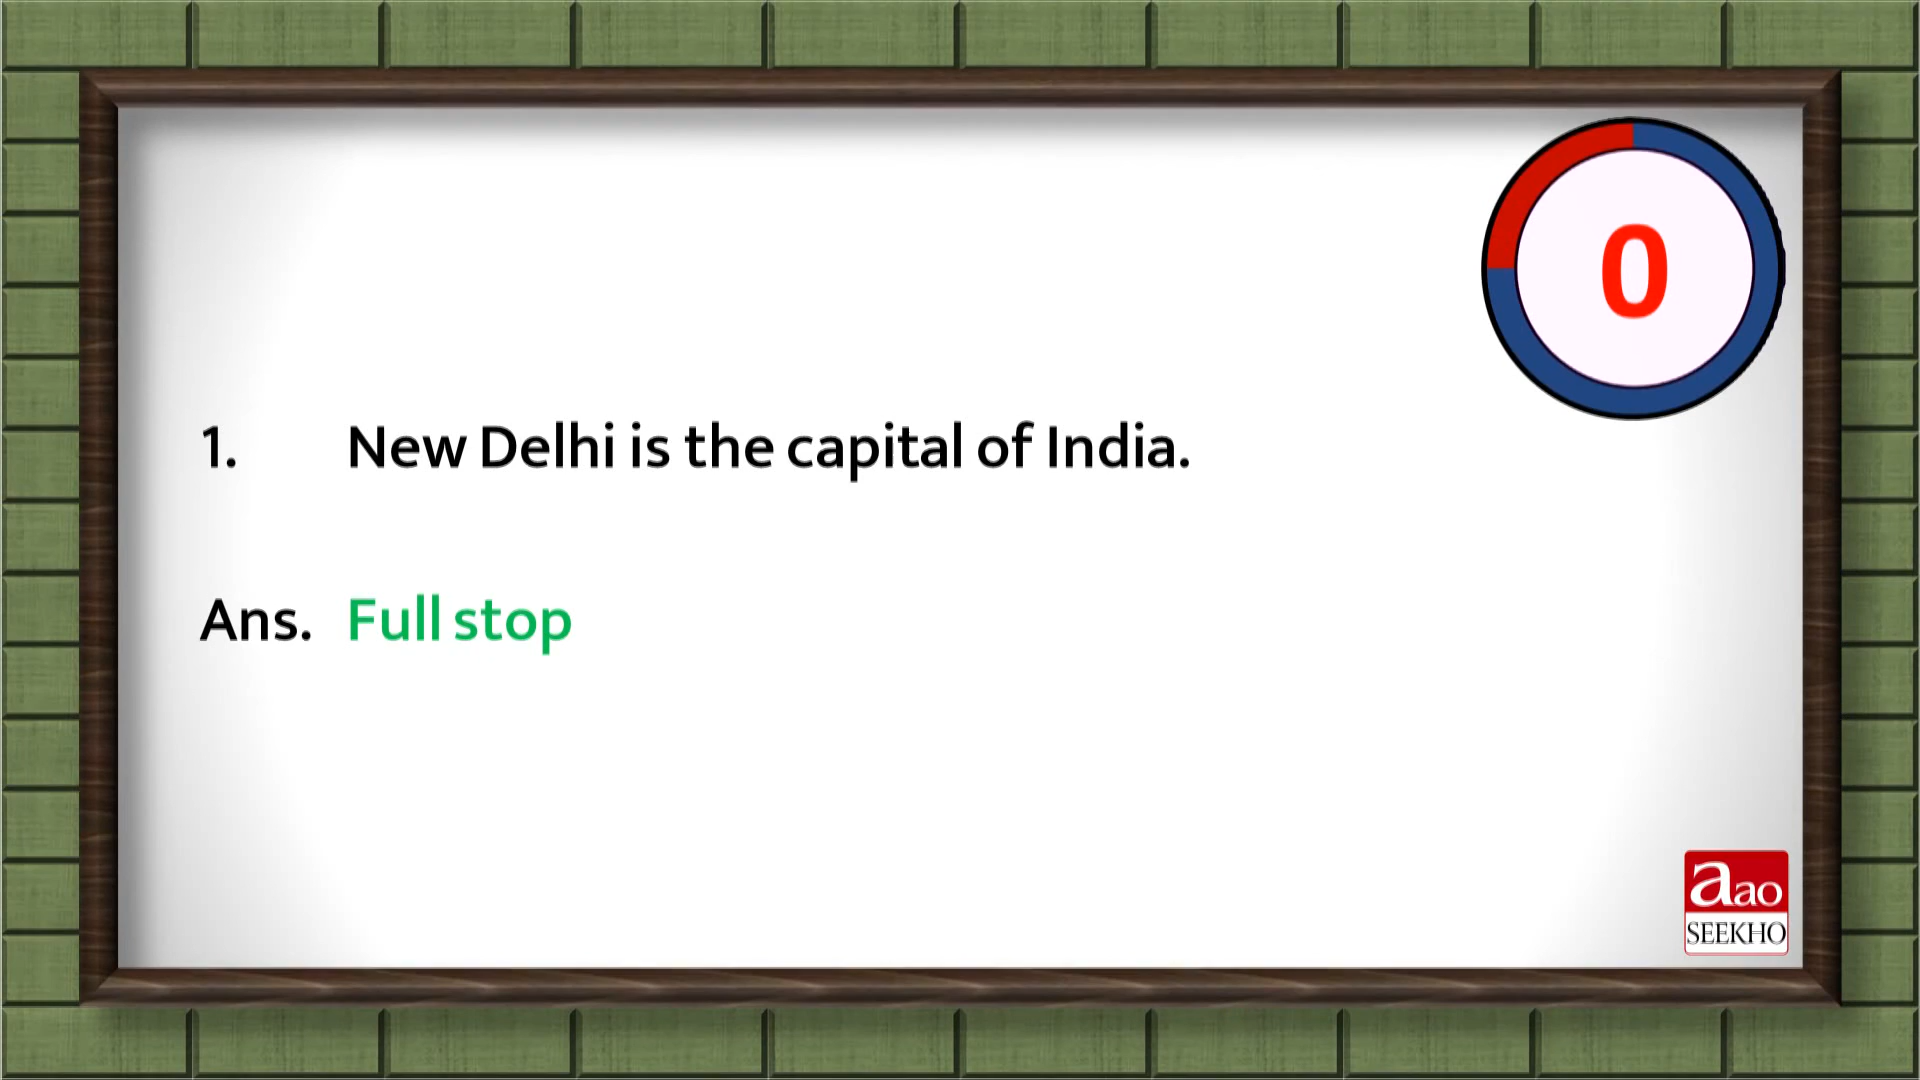 0
1. New Delhi is the capital of India.
Ans. Full stop
aao
SEEKHO